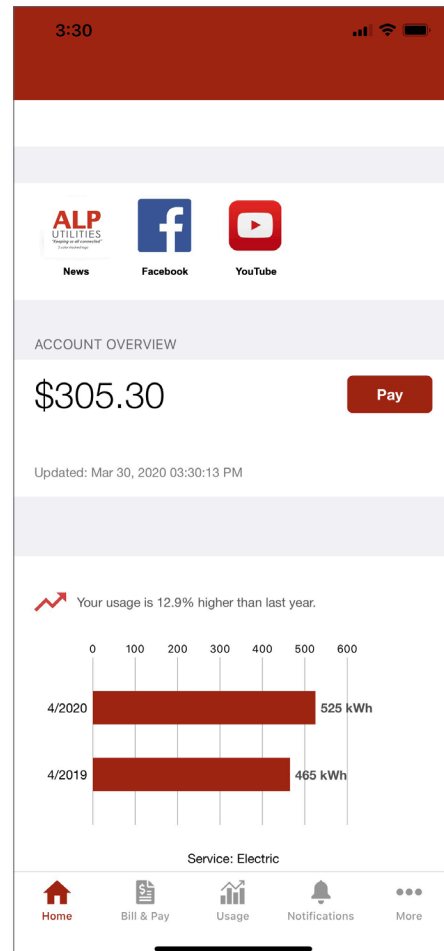 3:30
ALP
UTILITIES
"keeping us all connected"
News Facebook YouTube
ACCOUNT OVERVIEW
$305.30 Pay
Updated: Mar 30, 2020 03:30:13 PM
Your usage is 12.9% higher than last year.
0 100 200 300 400 500 600
4/2020 525 kWh
4/2019 465 kWh
Service: Electric
Home Bill & Pay Usage Notifications More